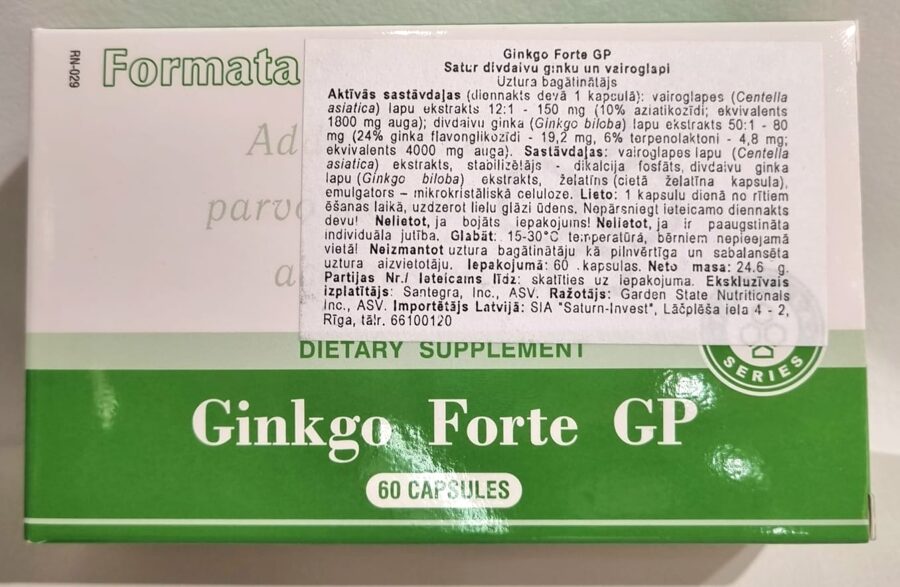 RN-029
Formata
Ginkgo Forte GP
Satur divdaivu ginku un vairoglapi
Uztura bagātinātājs
Aktīvās sastāvdaļas (diennakts devā 1 kapculā): vairoglapes (Centella
asiatica) lapu ekstrakts 12:1 - 150 mg (10% aziatikozīdi; ekvivalents
1800 mg auga); divdaivu ginka (Ginkgo biloba) lapu ekstrakts 50:1 - 80
mg (24% ginka flavonglikozīdi - 19,2 mg, 6% terpenolaktoni - 4,8 mg;
ekvivalents 4000 mg auga). Sastāvdaļas: vairoglapes lapu (Centella
asiatica) ekstrakts, stabilizētājs - dikalcija fosfāts, divdaivu ginka
lapu (Ginkgo biloba) ekstrakts, želatīns (cietā želatīna kapsula),
emulgators – mikrokristāliskā celuloze. Lieto: 1 kapsulu dienā no rītiem
ēšanas laikā, uzdzerot lielu glāzi ūdens. Nepārsniegt ieteicamo diennakts
devu! Nelietot, ja bojāts iepakojums! Nelietot, ja ir paaugstināta
individuāla jutība. Glabāt: 15-30°C temperatūrā, bērniem nepieejamā
vietā! Neizmantot uztura bagātinātāju kā pilnvērtīga un sabalansēta
uztura aizvietotāju. Iepakojumā: 60 kapsulas. Neto masa: 24.6 g.
Partijas Nr./ Ieteicams līdz: skatīties uz iepakojuma. Ekskluzīvais
izplatītājs: Santegra, Inc., ASV. Ražotājs: Garden State Nutritionals
Inc., ASV. Importētājs Latvijā: SIA "Saturn-Invest", Lāčplēša iela 4 - 2,
Rīga, tālr. 66100120
Ad
parvo
a
DIETARY SUPPLEMENT
SERIES
Ginkgo Forte GP
60 CAPSULES